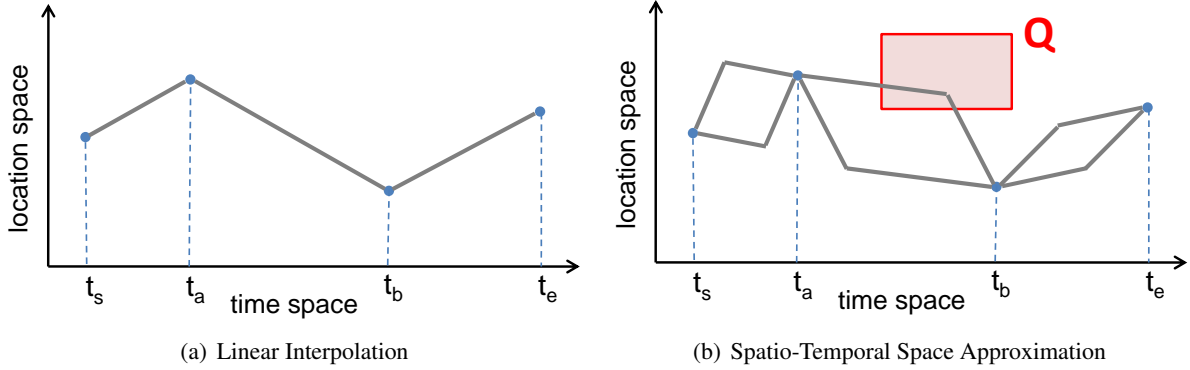 location space
t_s
t_a
t_b
t_e
time space
(a) Linear Interpolation
Q
location space
t_s
t_a
t_b
t_e
time space
(b) Spatio-Temporal Space Approximation